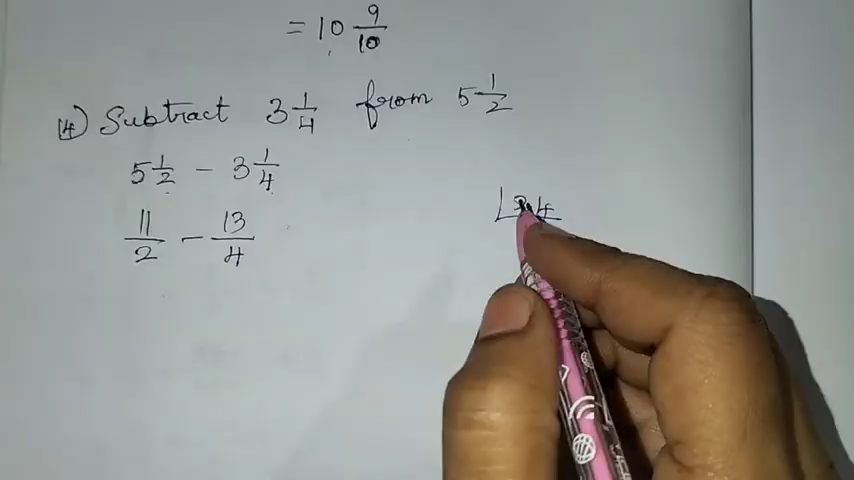 = 10 9/10
14) Subtract 3 1/4 from 5 1/2
5 1/2 - 3 1/4
11/2 - 13/4